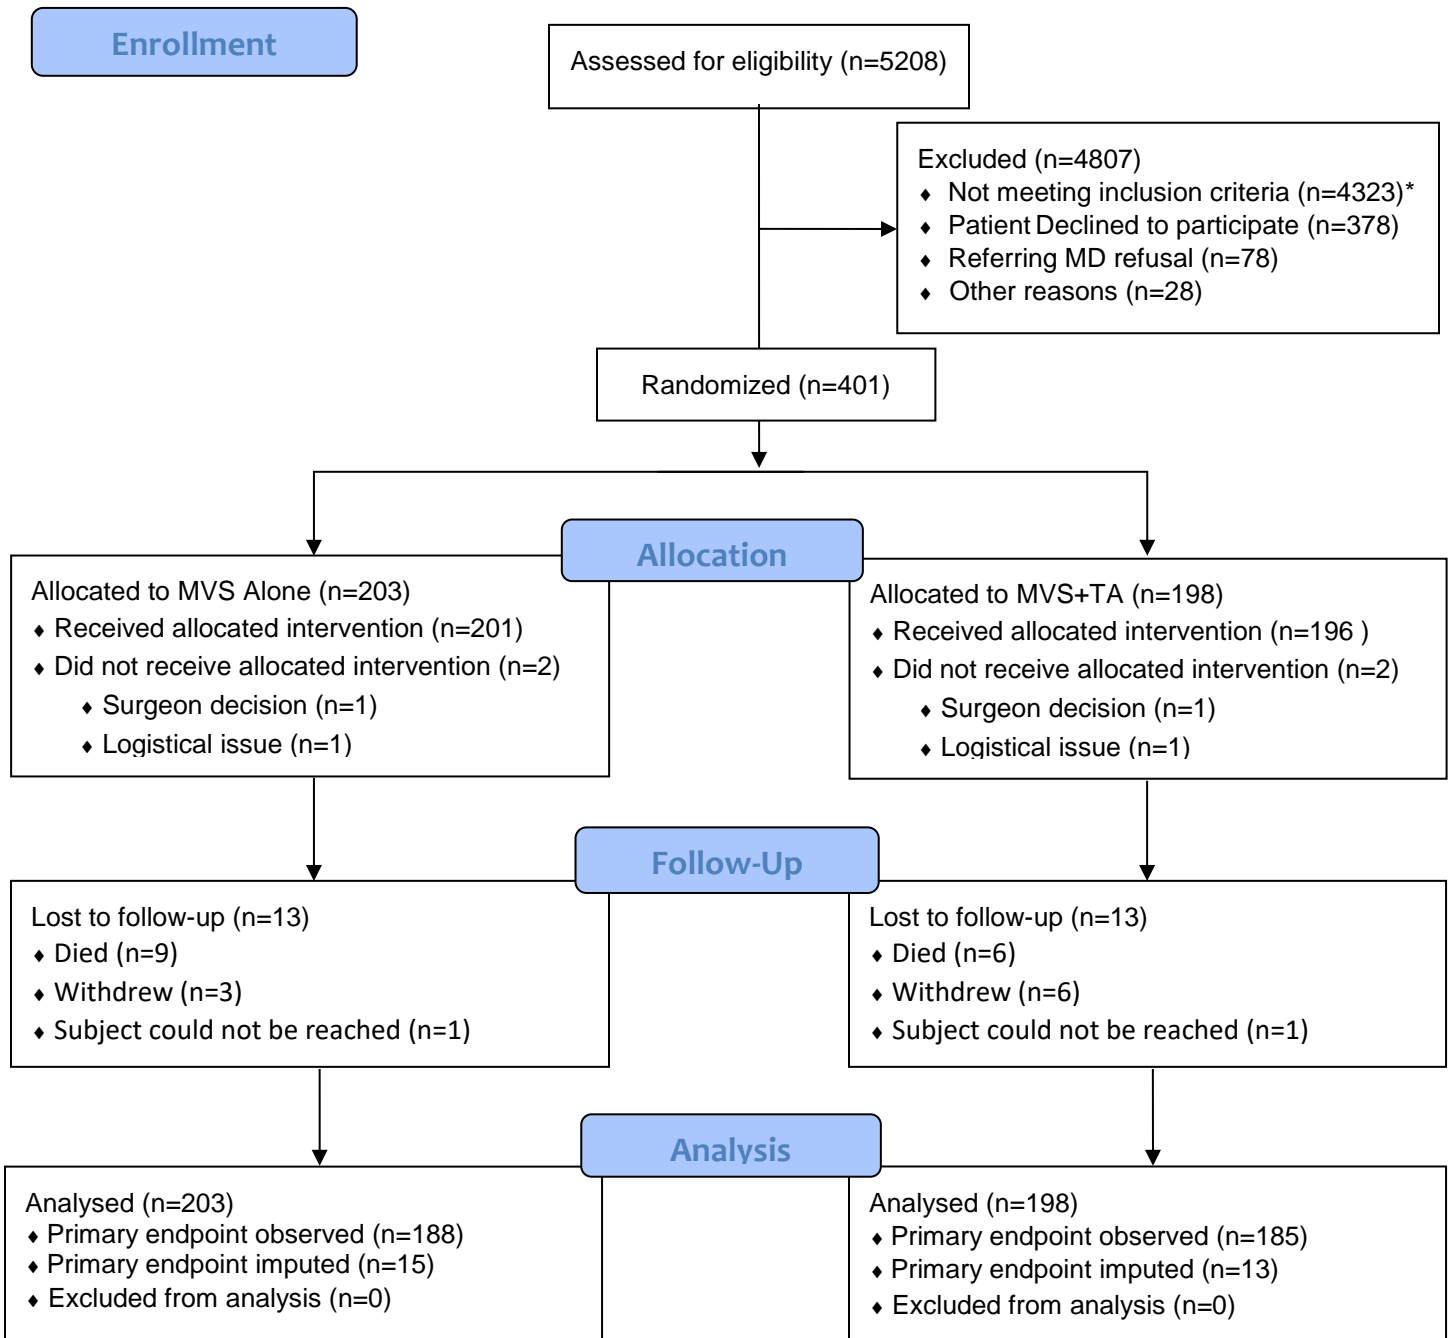 Enrollment
Assessed for eligibility (n=5208)
Excluded (n=4807)
♦ Not meeting inclusion criteria (n=4323)*
♦ Patient Declined to participate (n=378)
♦ Referring MD refusal (n=78)
♦ Other reasons (n=28)
Randomized (n=401)
Allocation
Allocated to MVS Alone (n=203)
♦ Received allocated intervention (n=201)
♦ Did not receive allocated intervention (n=2)
♦ Surgeon decision (n=1)
♦ Logistical issue (n=1)
Allocated to MVS+TA (n=198)
♦ Received allocated intervention (n=196 )
♦ Did not receive allocated intervention (n=2)
♦ Surgeon decision (n=1)
♦ Logistical issue (n=1)
Follow-Up
Lost to follow-up (n=13)
♦ Died (n=9)
♦ Withdrew (n=3)
♦ Subject could not be reached (n=1)
Lost to follow-up (n=13)
♦ Died (n=6)
♦ Withdrew (n=6)
♦ Subject could not be reached (n=1)
Analysis
Analysed (n=203)
♦ Primary endpoint observed (n=188)
♦ Primary endpoint imputed (n=15)
♦ Excluded from analysis (n=0)
Analysed (n=198)
♦ Primary endpoint observed (n=185)
♦ Primary endpoint imputed (n=13)
♦ Excluded from analysis (n=0)